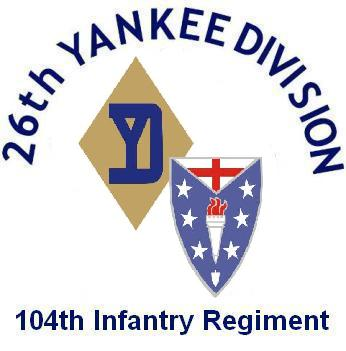 26th YANKEE DIVISION
YD
104th Infantry Regiment